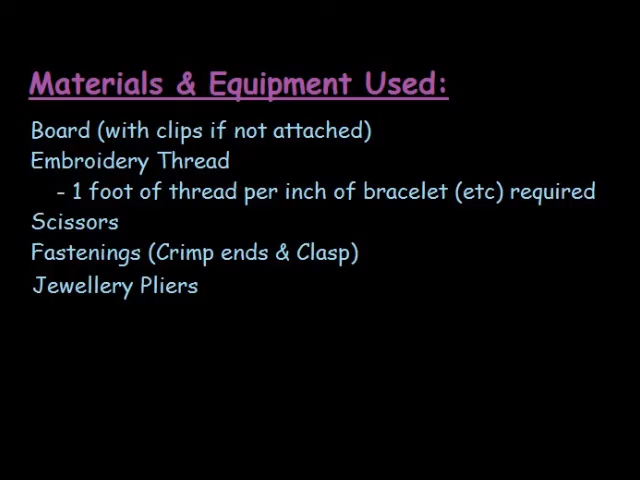 Materials & Equipment Used:
Board (with clips if not attached)
Embroidery Thread
- 1 foot of thread per inch of bracelet (etc) required
Scissors
Fastenings (Crimp ends & Clasp)
Jewellery Pliers